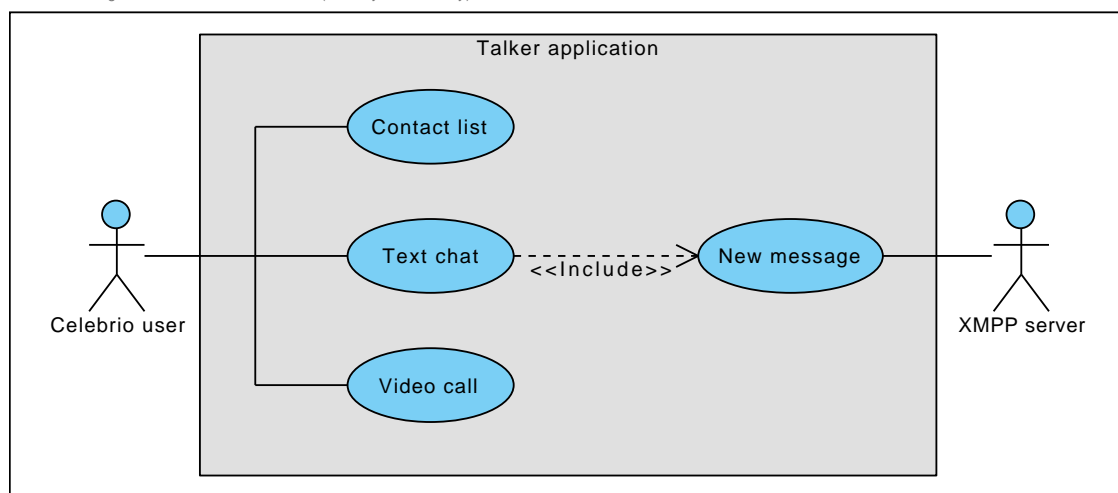 Talker application
Contact list
Text chat
<<Include>>
New message
Celebrio user
XMPP server
Video call